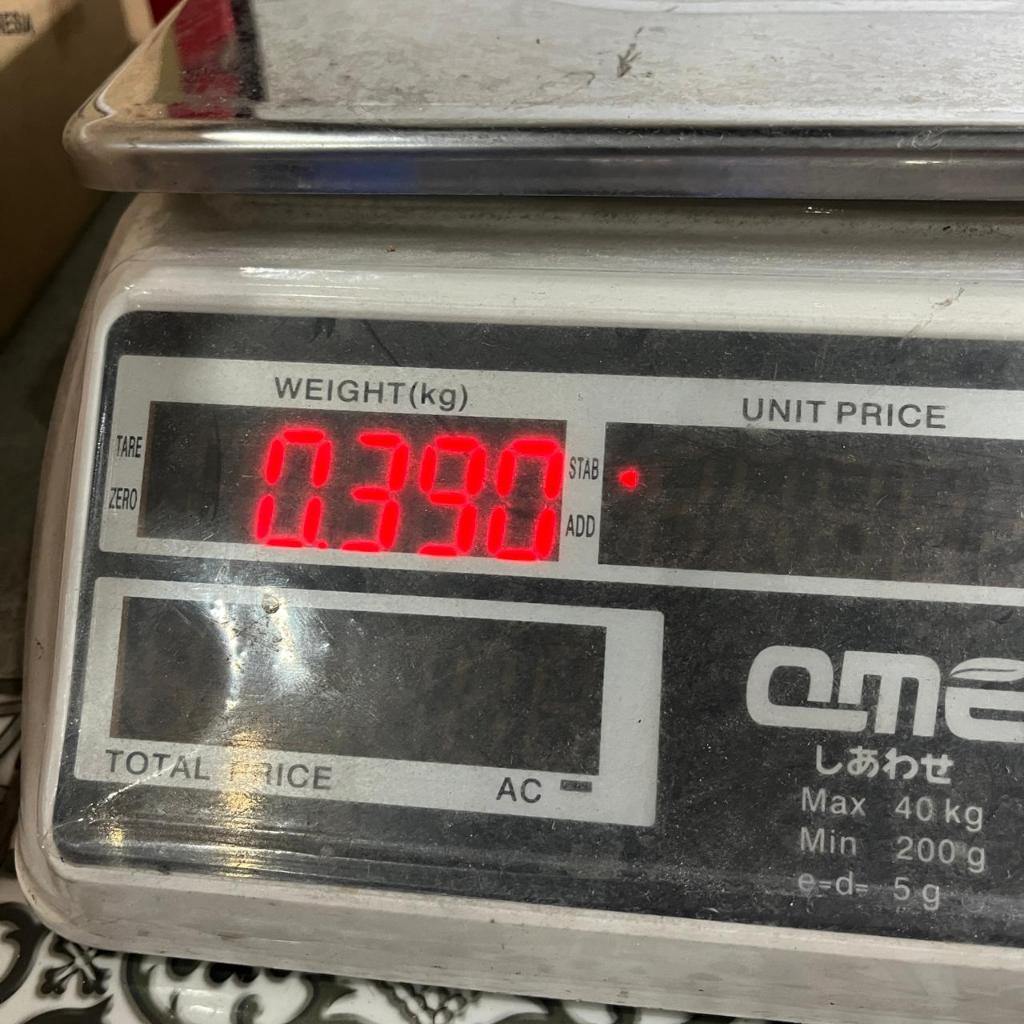 WEIGHT(kg)
UNIT PRICE
TARE
ZERO
0.390
STAB
ADD
TOTAL PRICE
AC
しあわせ
Max 40 kg
Min 200 g
e=d= 5 g